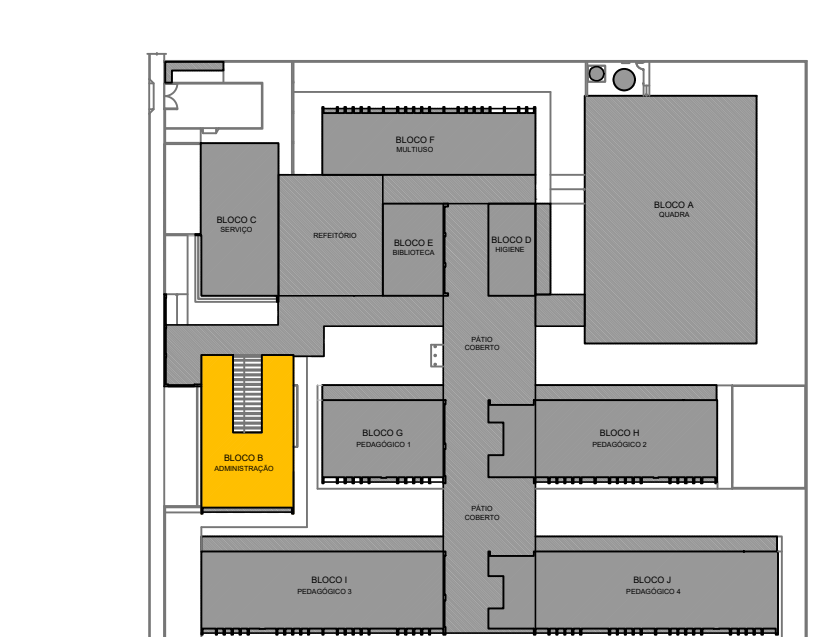 BLOCO F
MULTIUSO
BLOCO A
QUADRA
BLOCO C
SERVIÇO
REFEITÓRIO
BLOCO E
BIBLIOTECA
BLOCO D
HIGIENE
PÁTIO
COBERTO
BLOCO G
PEDAGÓGICO 1
BLOCO H
PEDAGÓGICO 2
BLOCO B
ADMINISTRAÇÃO
PÁTIO
COBERTO
BLOCO I
PEDAGÓGICO 3
BLOCO J
PEDAGÓGICO 4